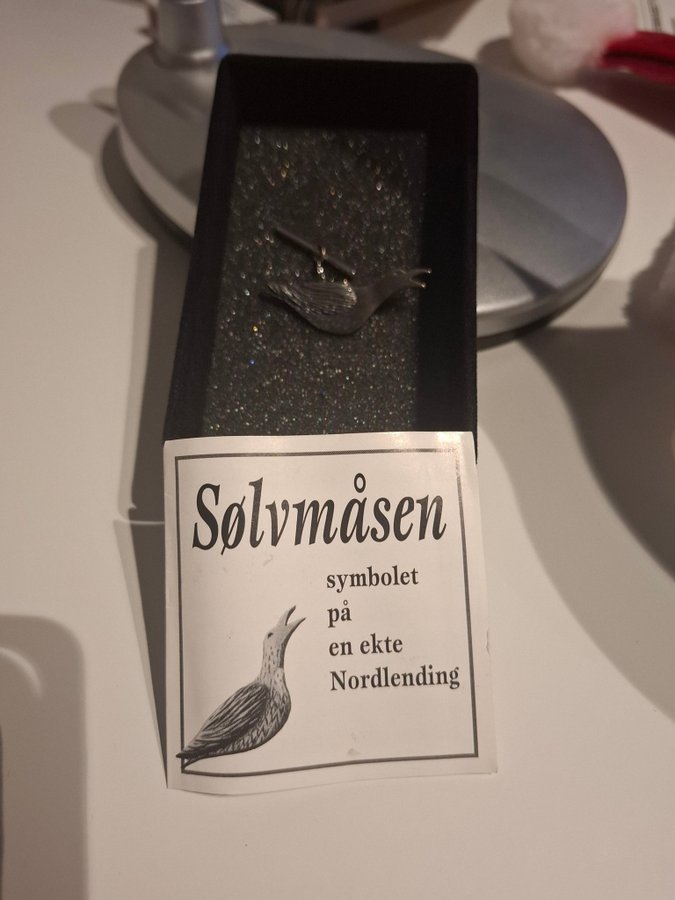 Sølvmåsen
symbolet
på
en ekte
Nordlending